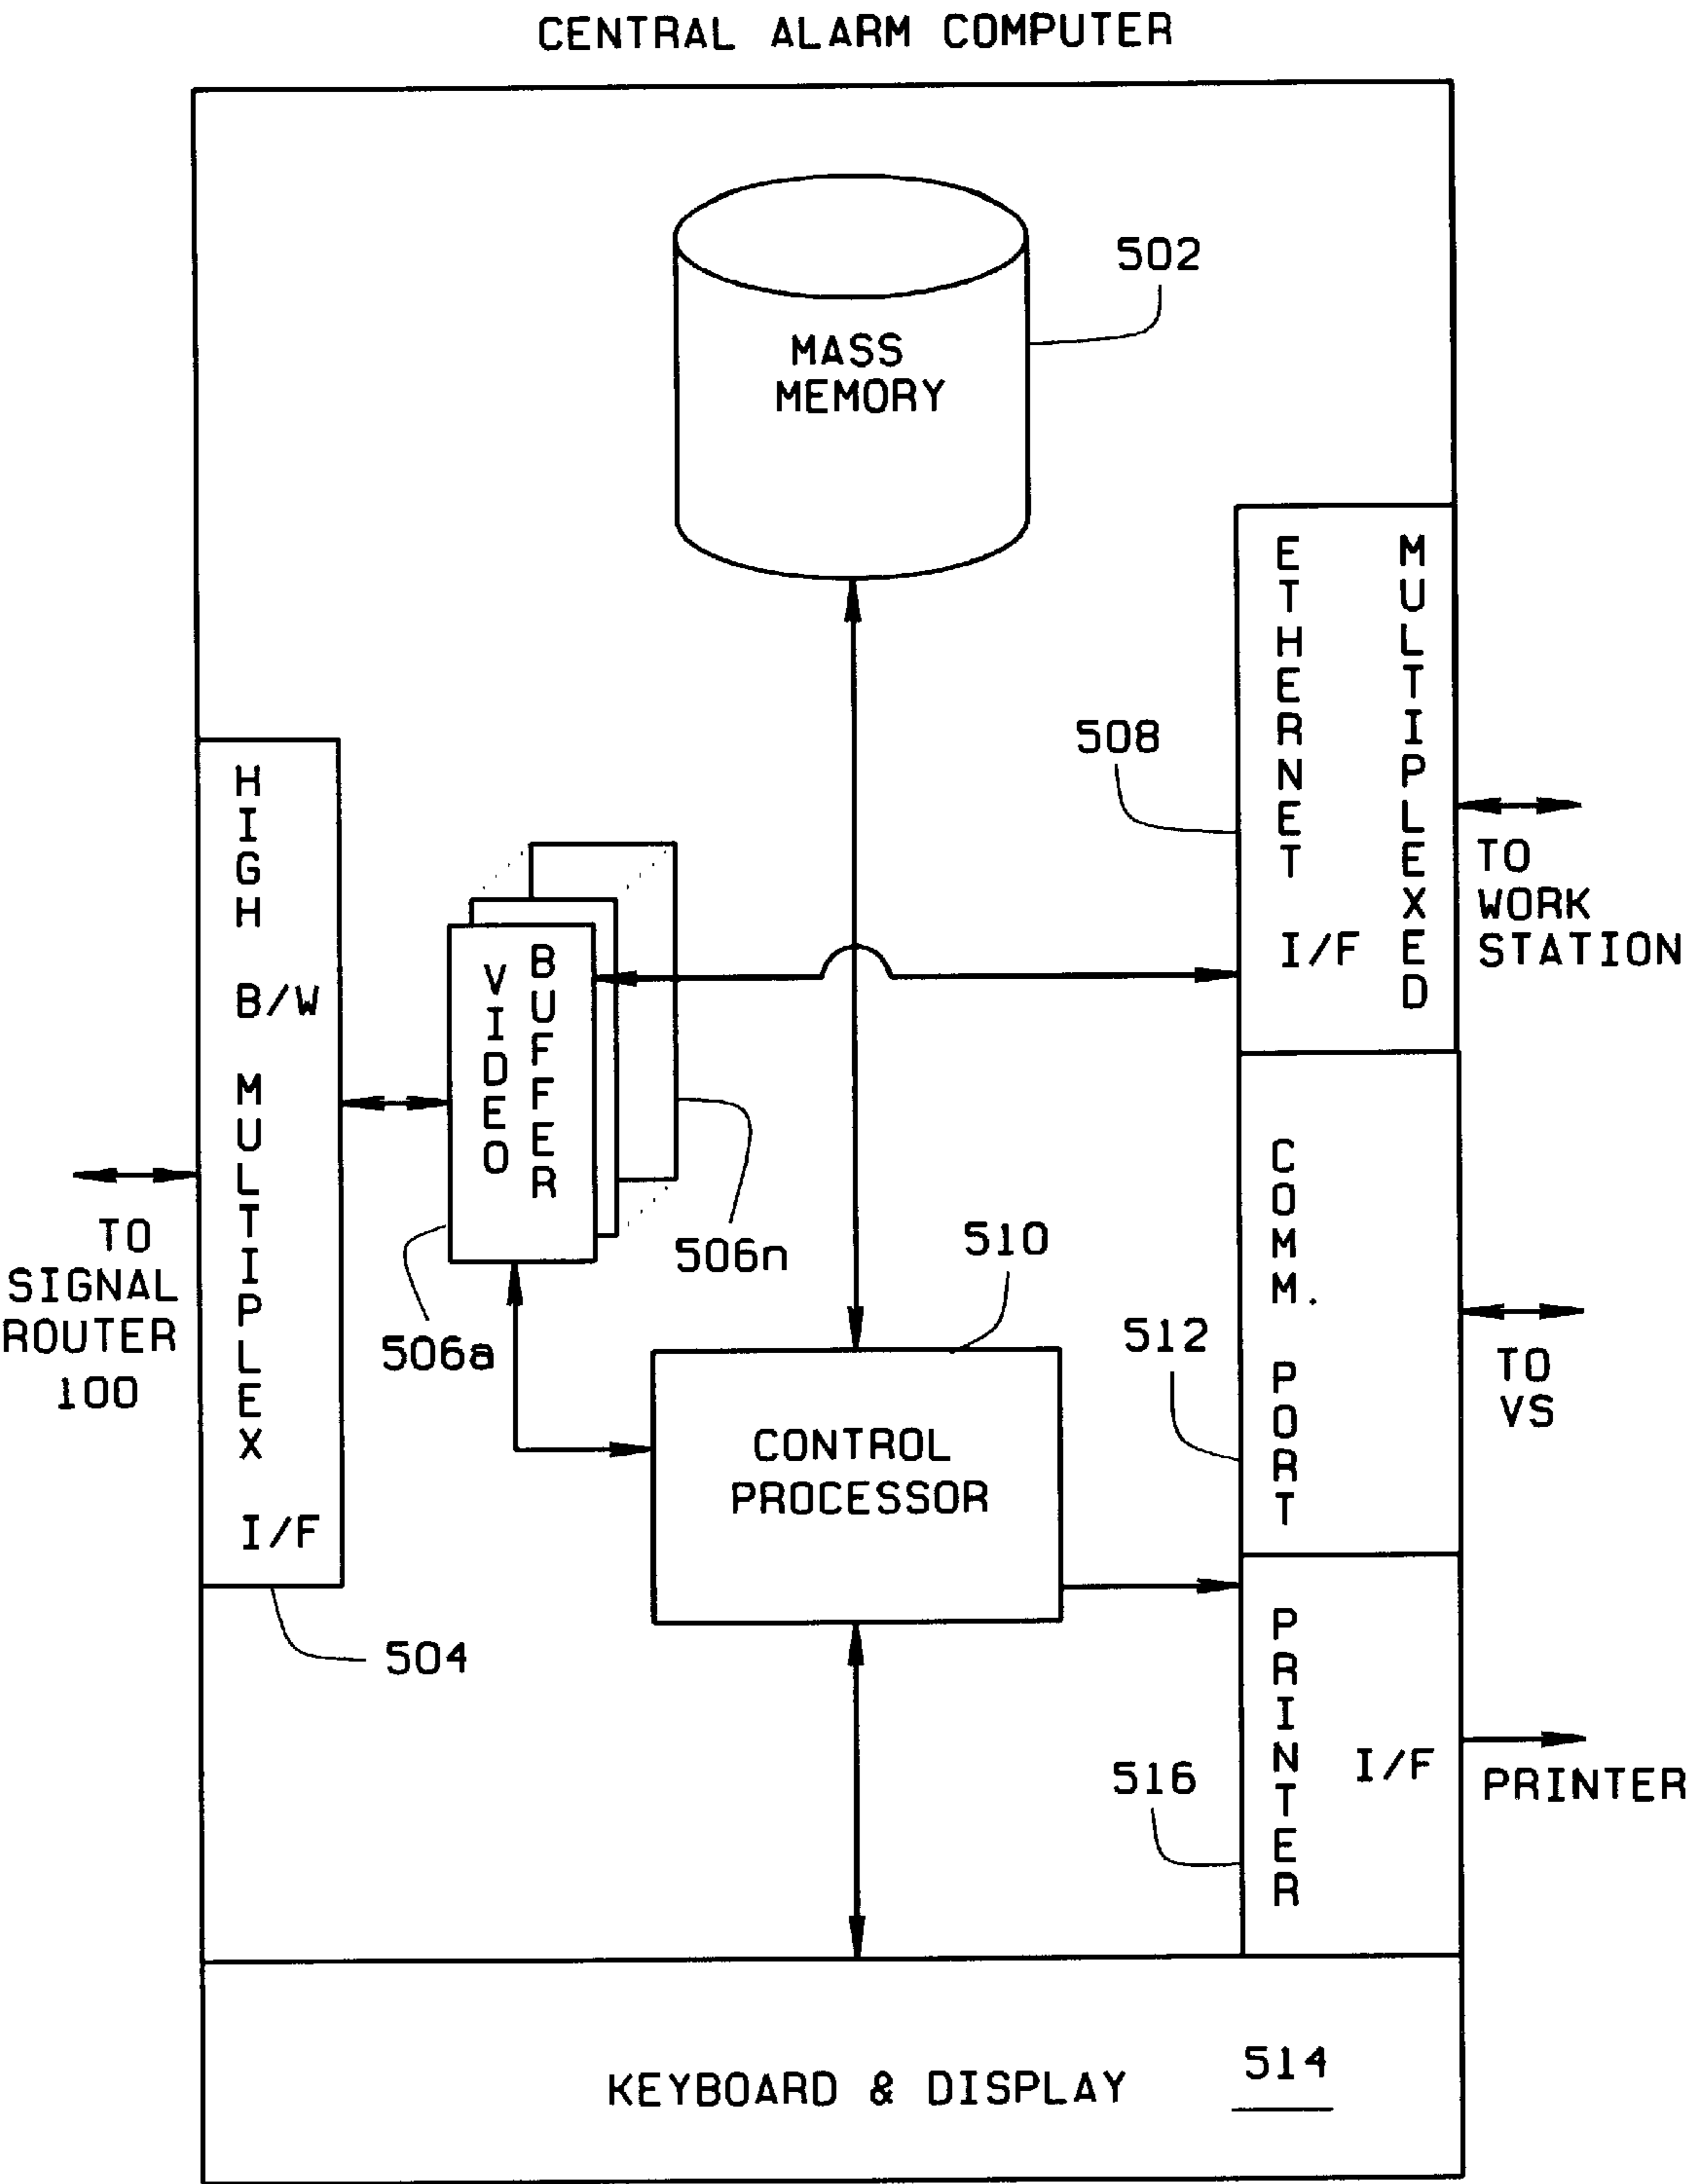 CENTRAL ALARM COMPUTER
502
MASS
MEMORY
MULTIPLEXED
ETHERNET I/F
508
TO
WORK
STATION
HIGH B/W MULTIPLEX I/F
VIDEO
BUFFER
506n
506a
TO
SIGNAL
ROUTER
100
510
CONTROL
PROCESSOR
COMM. PORT
512
TO
VS
504
PRINTER I/F
516
PRINTER
KEYBOARD & DISPLAY
514